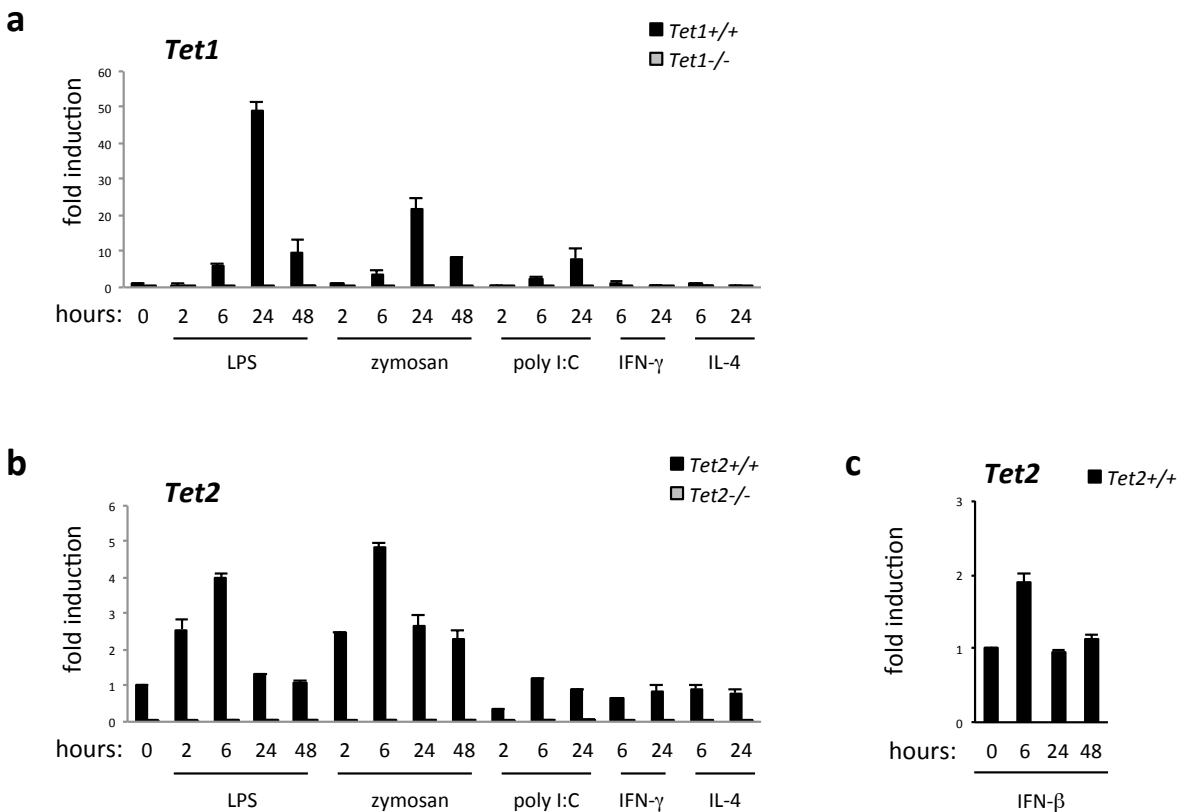 a
Tet1
Tet1+/+
Tet1-/-
fold induction
60
50
40
30
20
10
0
hours: 0 2 6 24 48 2 6 24 48 2 6 24 6 24 6 24
LPS zymosan poly I:C IFN-γ IL-4
b
Tet2
Tet2+/+
Tet2-/-
fold induction
6
5
4
3
2
1
0
hours: 0 2 6 24 48 2 6 24 48 2 6 24 6 24 6 24
LPS zymosan poly I:C IFN-γ IL-4
c
Tet2
Tet2+/+
fold induction
3
2
1
0
hours: 0 6 24 48
IFN-β